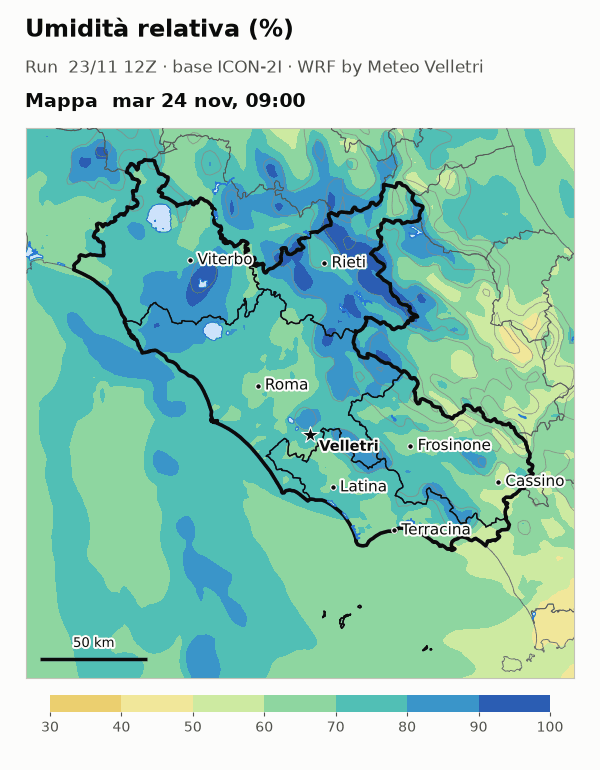 Umidità relativa (%)
Run  23/11 12Z · base ICON-2I · WRF by Meteo Velletri
Mappa  mar 24 nov, 09:00
Viterbo
Rieti
Roma
Velletri
Frosinone
Cassino
Latina
Terracina
50 km
30 40 50 60 70 80 90 100